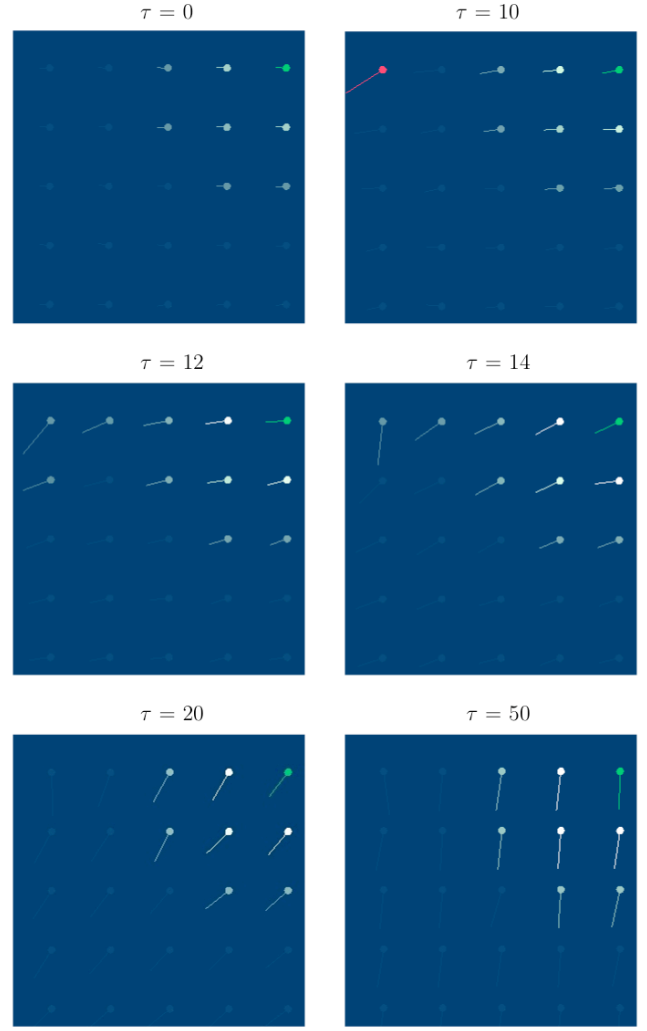 τ = 0
τ = 10
τ = 12
τ = 14
τ = 20
τ = 50